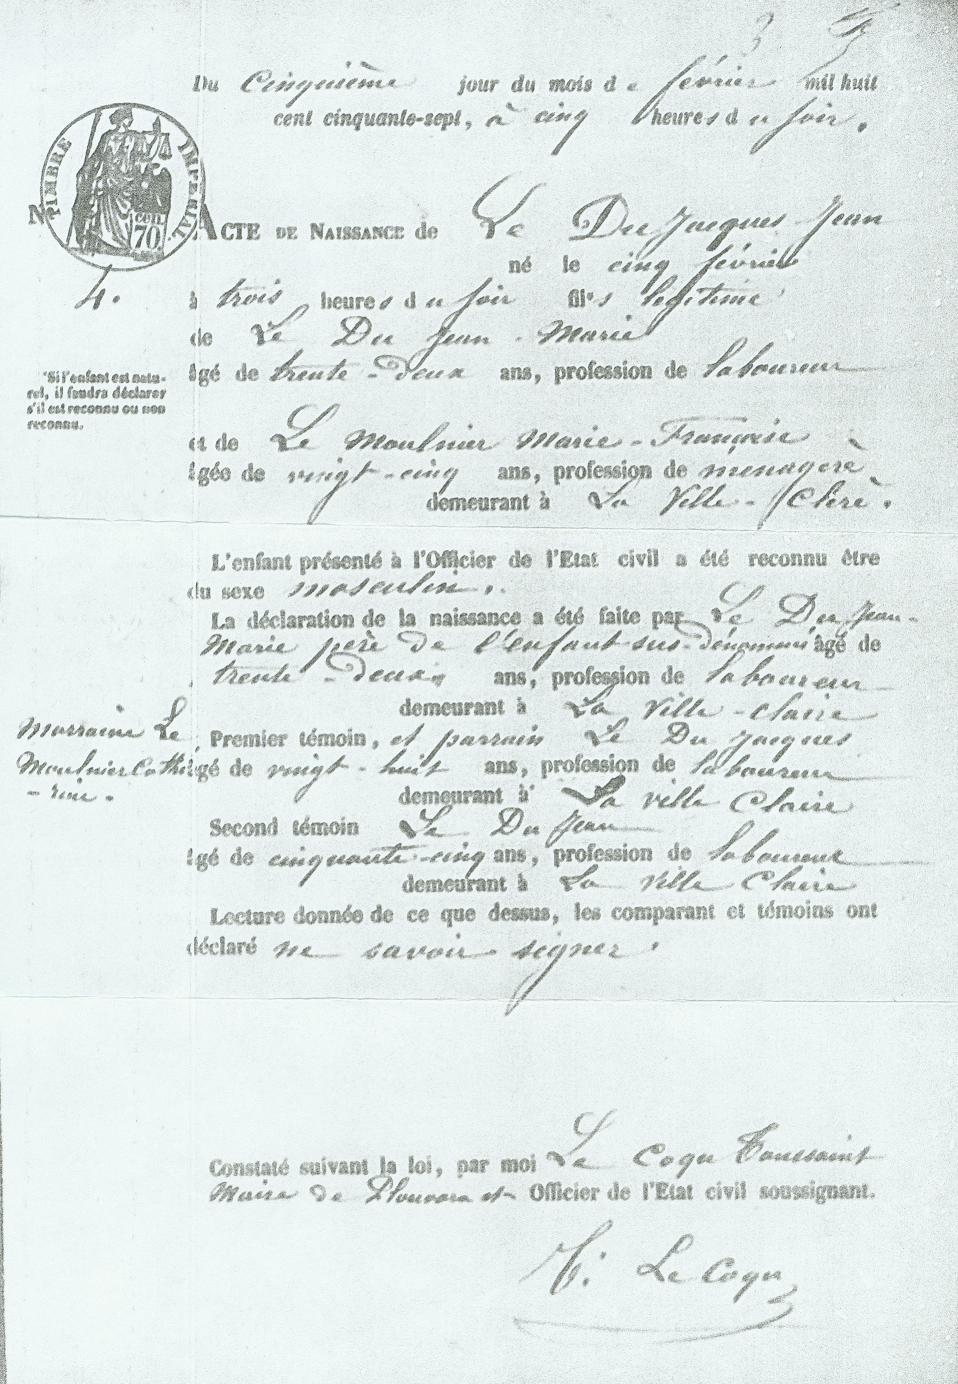 Du Cinquième jour du mois de février mil huit
cent cinquante-sept, à cinq heures du soir.
TIMBRE IMPERIAL
CEN. 70
N
ACTE DE NAISSANCE de Le Du Jacques Jean
né le cinq février
4.
à trois heures du soir fils légitime
de Le Du Jean-Marie
âgé de trente-deux ans, profession de laboureur
'Si l'enfant est natu-
rel, il faudra déclarer
s'il est reconnu ou non
reconnu.
et de Le Moulnier Marie-Françoise
âgée de vingt-cinq ans, profession de ménagère
demeurant à La Ville-Clère.
L'enfant présenté à l'Officier de l'Etat civil a été reconnu être
du sexe masculin.
La déclaration de la naissance a été faite par Le Du Jean-
Marie père de l'enfant sus-dénommé âgé de
trente-deux ans, profession de laboureur
demeurant à La Ville-Claire
Marraine Le
Moulnier Cathe
-rine.
Premier témoin, et parrain Le Du Jacques
âgé de vingt-huit ans, profession de laboureur
demeurant à La ville Claire
Second témoin Le Du Jean
âgé de cinquante-cinq ans, profession de laboureur
demeurant à La ville Claire
Lecture donnée de ce que dessus, les comparant et témoins ont
déclaré ne savoir signer.
Constaté suivant la loi, par moi Le Coqu Toussaint
Maire de Plouvara et Officier de l'Etat civil soussignant.
T. Le Coqu